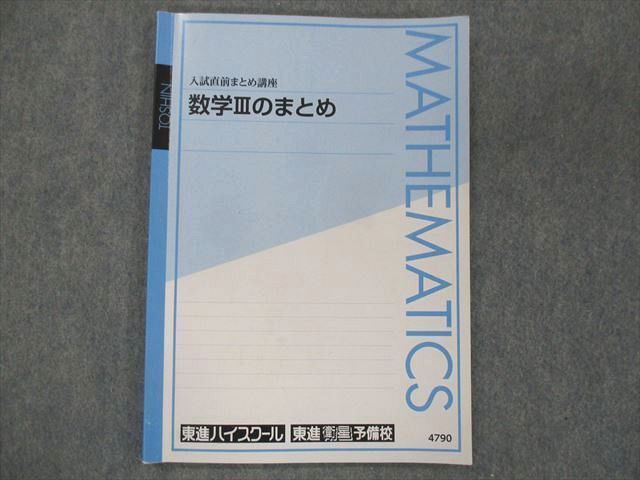 入試直前まとめ講座
数学Ⅲのまとめ
TOSHIN
MATHEMATICS
東進ハイスクール 東進衛星予備校
4790